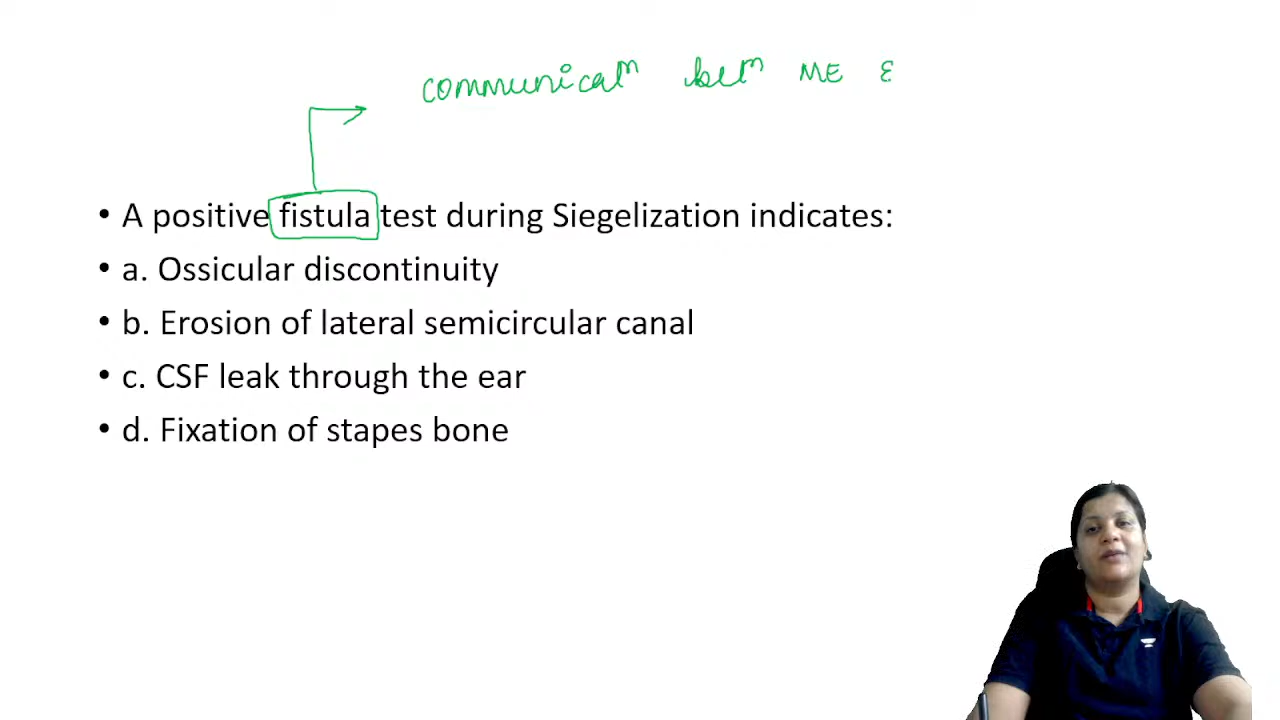 communicatn betn ME &
• A positive fistula test during Siegelization indicates:
• a. Ossicular discontinuity
• b. Erosion of lateral semicircular canal
• c. CSF leak through the ear
• d. Fixation of stapes bone